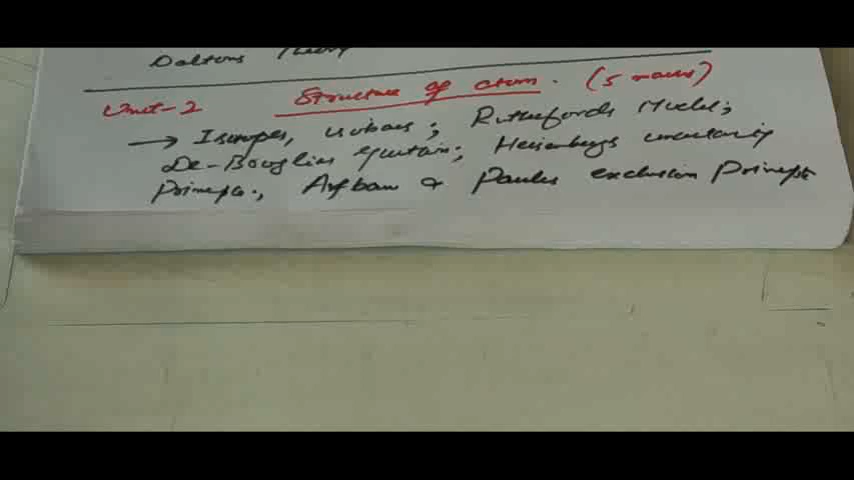 Daltons Theory
Unit-2 Structure of atom. (5 marks)
→ Isotopes, isobars; Rutherfords Model;
De-Broglies Equation; Heisenbergs uncertainty
Principle., Aufbau & Paulis exclusion Principle